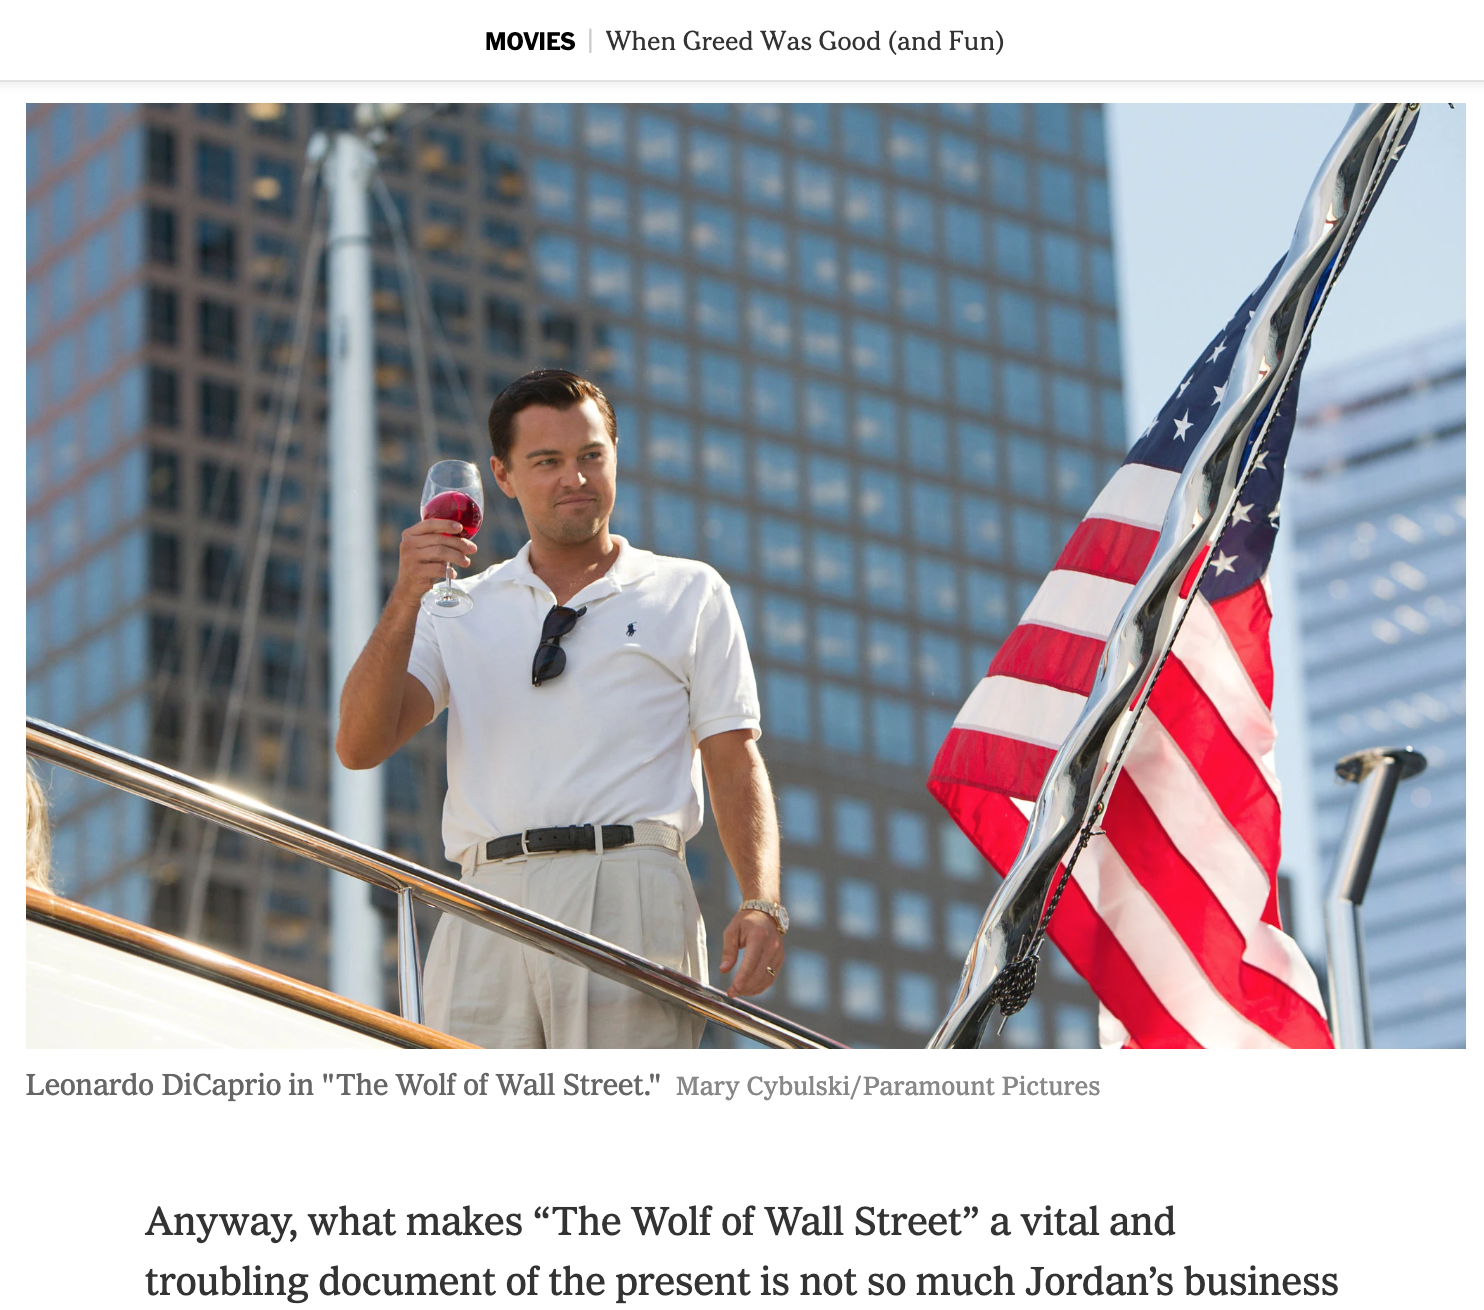 MOVIES | When Greed Was Good (and Fun)
Leonardo DiCaprio in "The Wolf of Wall Street." Mary Cybulski/Paramount Pictures
Anyway, what makes “The Wolf of Wall Street” a vital and
troubling document of the present is not so much Jordan’s business